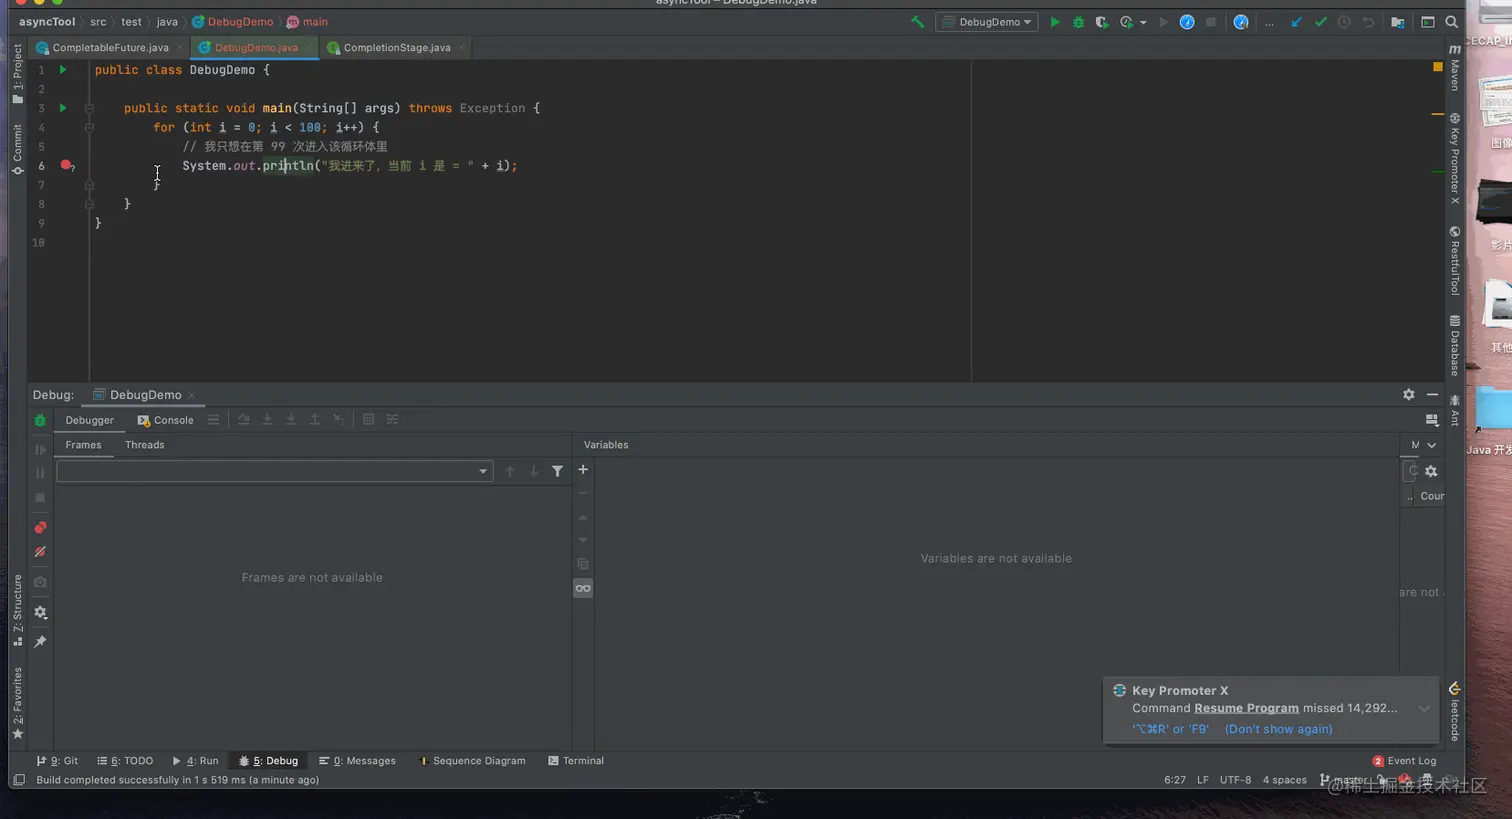 asyncTool – DebugDemo.java
asyncTool src test java DebugDemo main
DebugDemo
CompletableFuture.java
DebugDemo.java
CompletionStage.java
1 public class DebugDemo {
2
3 public static void main(String[] args) throws Exception {
4 for (int i = 0; i < 100; i++) {
5 // 我只想在第 99 次进入该循环体里
6 System.out.println("我进来了，当前 i 是 = " + i);
7 }
8 }
9 }
10
1: Project
Commit
Z: Structure
2: Favorites
Maven
Key Promoter X
RestfulTool
Database
Ant
leetcode
图像
影片
其他
Java 开发
Debug: DebugDemo
Debugger Console
Frames Threads
Variables
M
.. Coun
Frames are not available
Variables are not available
are not
Key Promoter X
Command Resume Program missed 14,292...
'⌥⌘R' or 'F9' (Don't show again)
9: Git 6: TODO 4: Run 5: Debug 0: Messages Sequence Diagram Terminal
2 Event Log
Build completed successfully in 1 s 519 ms (a minute ago)
6:27 LF UTF-8 4 spaces master
@稀土掘金技术社区